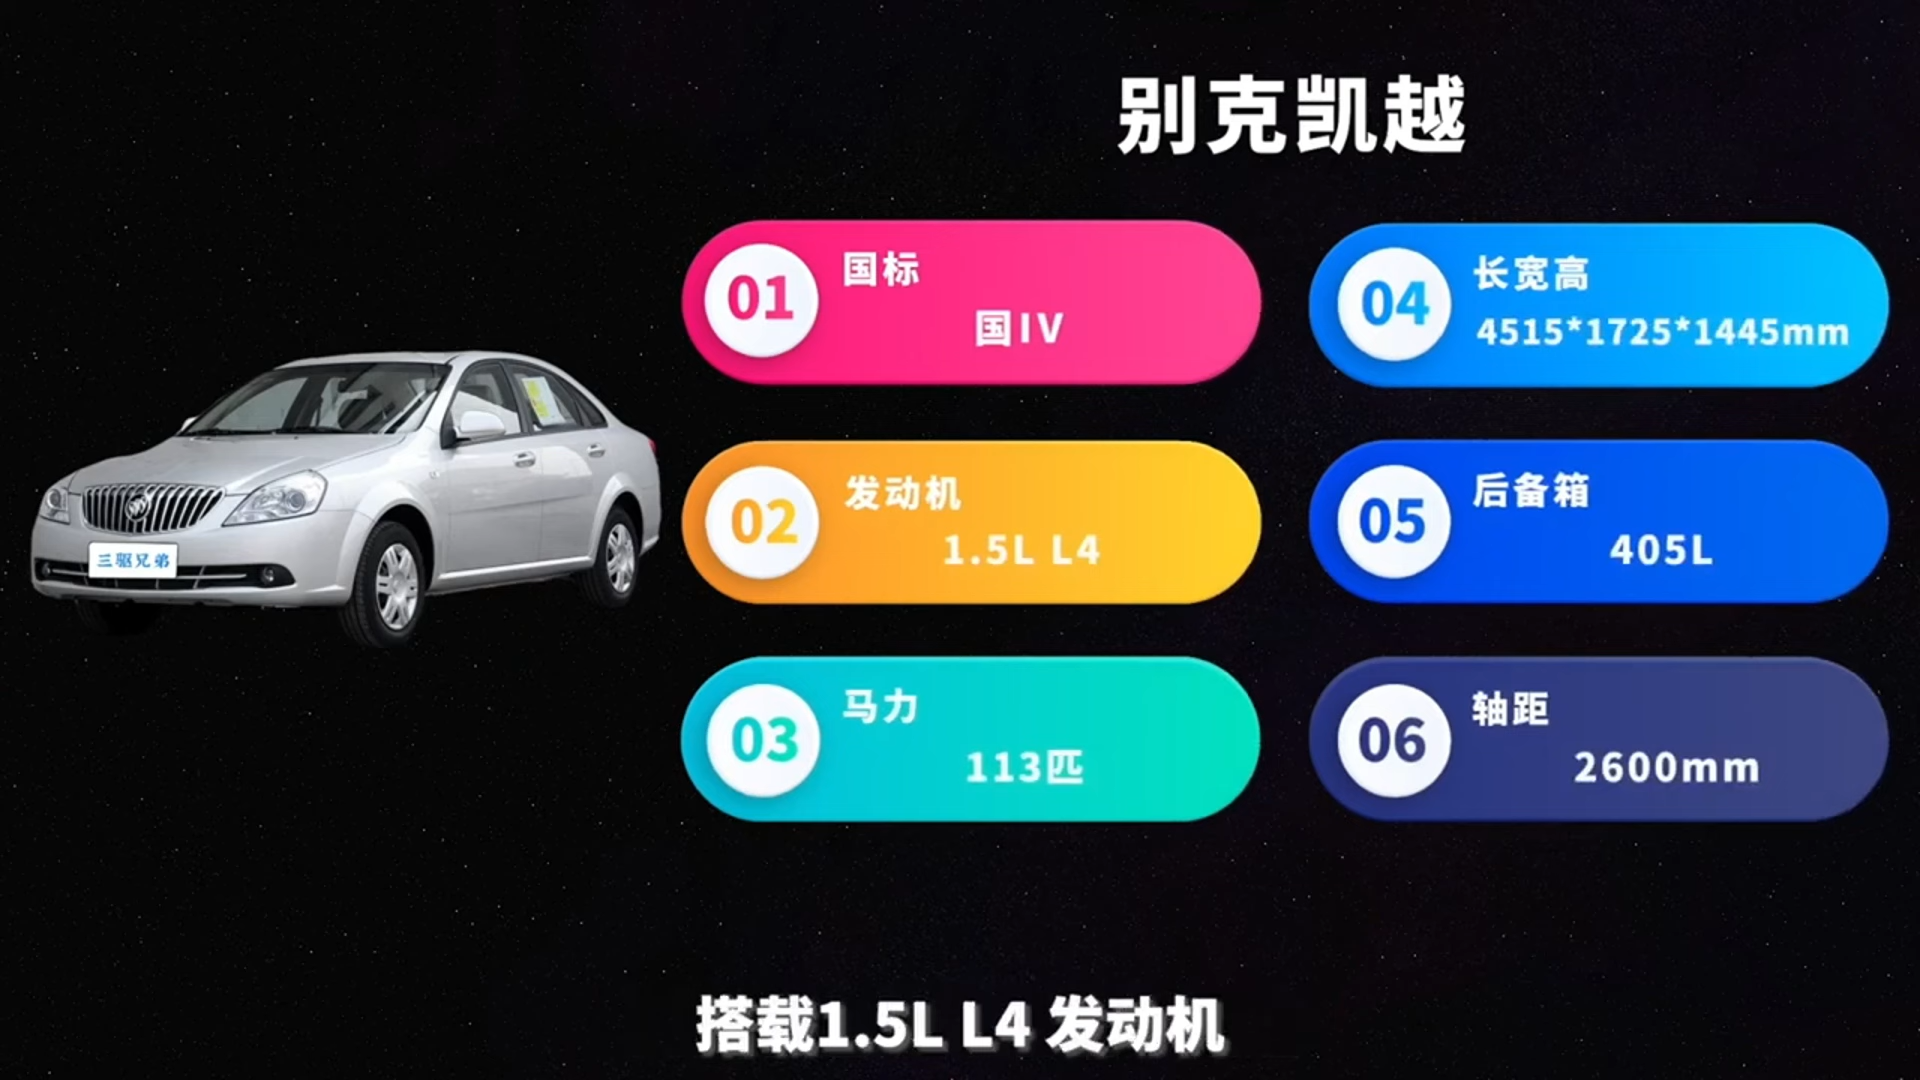 别克凯越
01
国标
国IV
02
发动机
1.5L L4
03
马力
113匹
04
长宽高
4515*1725*1445mm
05
后备箱
405L
06
轴距
2600mm
三驱兄弟
搭载1.5L L4 发动机